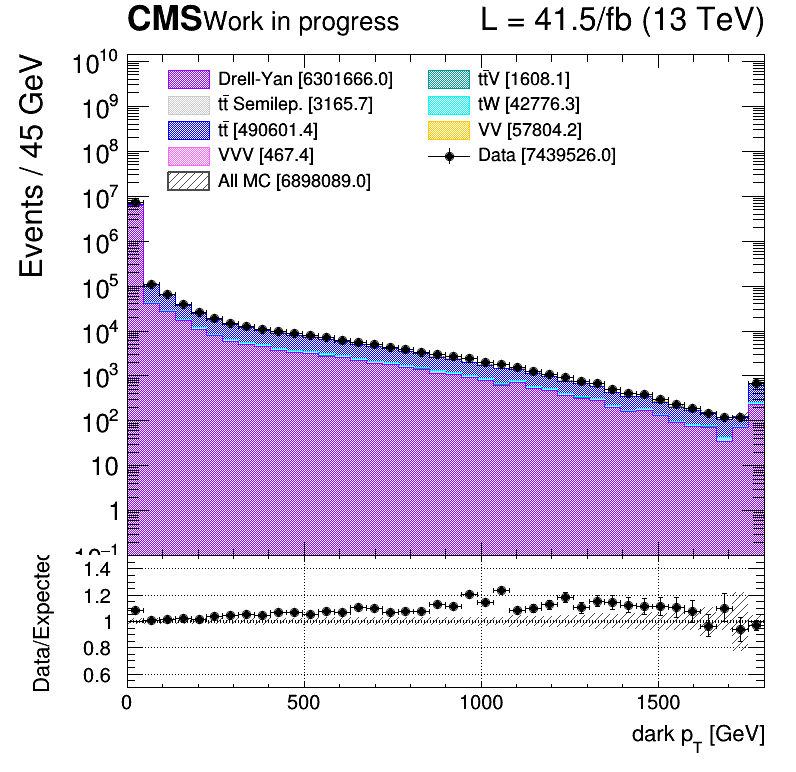 CMS Work in progress L = 41.5/fb (13 TeV)
Events / 45 GeV
10¹⁰
10⁹
10⁸
10⁷
10⁶
10⁵
10⁴
10³
10²
10
1
10⁻¹
Drell-Yan [6301666.0]
tt̄ Semilep. [3165.7]
tt̄ [490601.4]
VVV [467.4]
All MC [6898089.0]
tt̄V [1608.1]
tW [42776.3]
VV [57804.2]
Data [7439526.0]
Data/Expected
1.4
1.2
1
0.8
0.6
0 500 1000 1500
dark p_T [GeV]